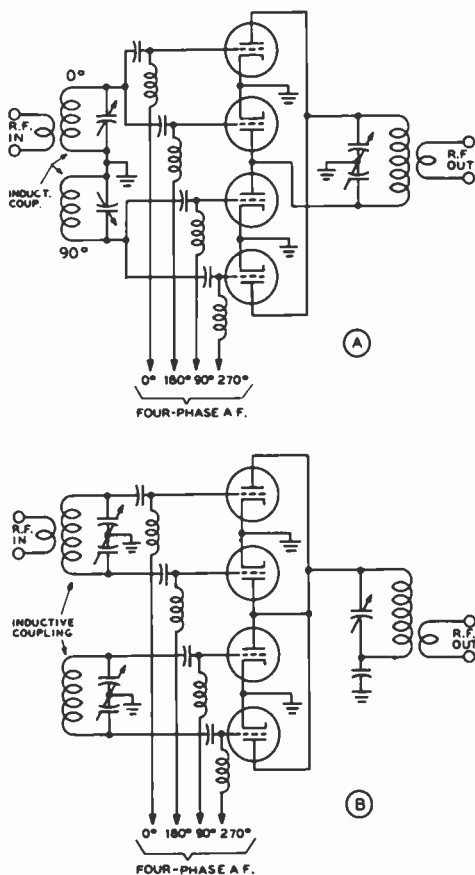 0°
R.F.
IN
INDUCT.
COUP.
90°
R.F
OUT
A
0° 180° 90° 270°
FOUR-PHASE A F.
R.F.
IN
INDUCTIVE
COUPLING
R.F.
OUT
B
0° 180° 90° 270°
FOUR-PHASE A F.